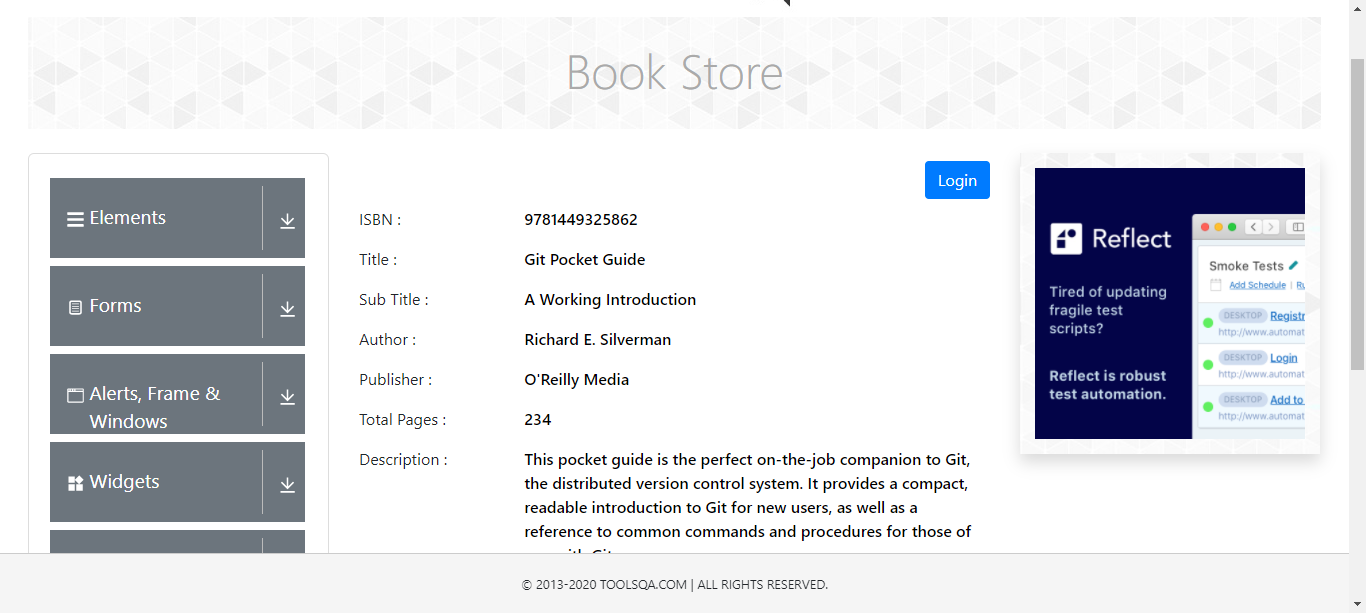 Book Store
Elements
Forms
Alerts, Frame &
Windows
Widgets
Login
ISBN : 9781449325862
Title : Git Pocket Guide
Sub Title : A Working Introduction
Author : Richard E. Silverman
Publisher : O'Reilly Media
Total Pages : 234
Description : This pocket guide is the perfect on-the-job companion to Git,
the distributed version control system. It provides a compact,
readable introduction to Git for new users, as well as a
reference to common commands and procedures for those of
Reflect
Tired of updating
fragile test
scripts?
Reflect is robust
test automation.
Smoke Tests
Add Schedule |
DESKTOP Registr
http://www.automat
DESKTOP Login
http://www.automat
DESKTOP Add to
http://www.automat
© 2013-2020 TOOLSQA.COM | ALL RIGHTS RESERVED.